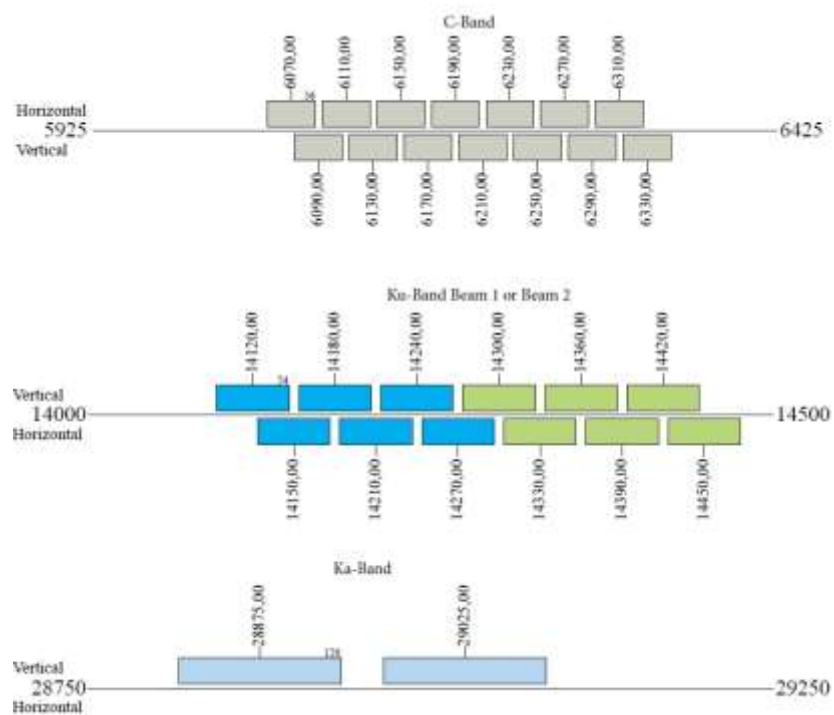 C-Band
6070,00 6110,00 6150,00 6190,00 6230,00 6270,00 6310,00
36
Horizontal
5925 6425
Vertical
6090,00 6130,00 6170,00 6210,00 6250,00 6290,00 6330,00
Ku-Band Beam 1 or Beam 2
14120,00 14180,00 14240,00 14300,00 14360,00 14420,00
Vertical
14000 14500
Horizontal
14150,00 14210,00 14270,00 14330,00 14390,00 14450,00
Ka-Band
28875,00 29025,00
Vertical
28750 29250
Horizontal